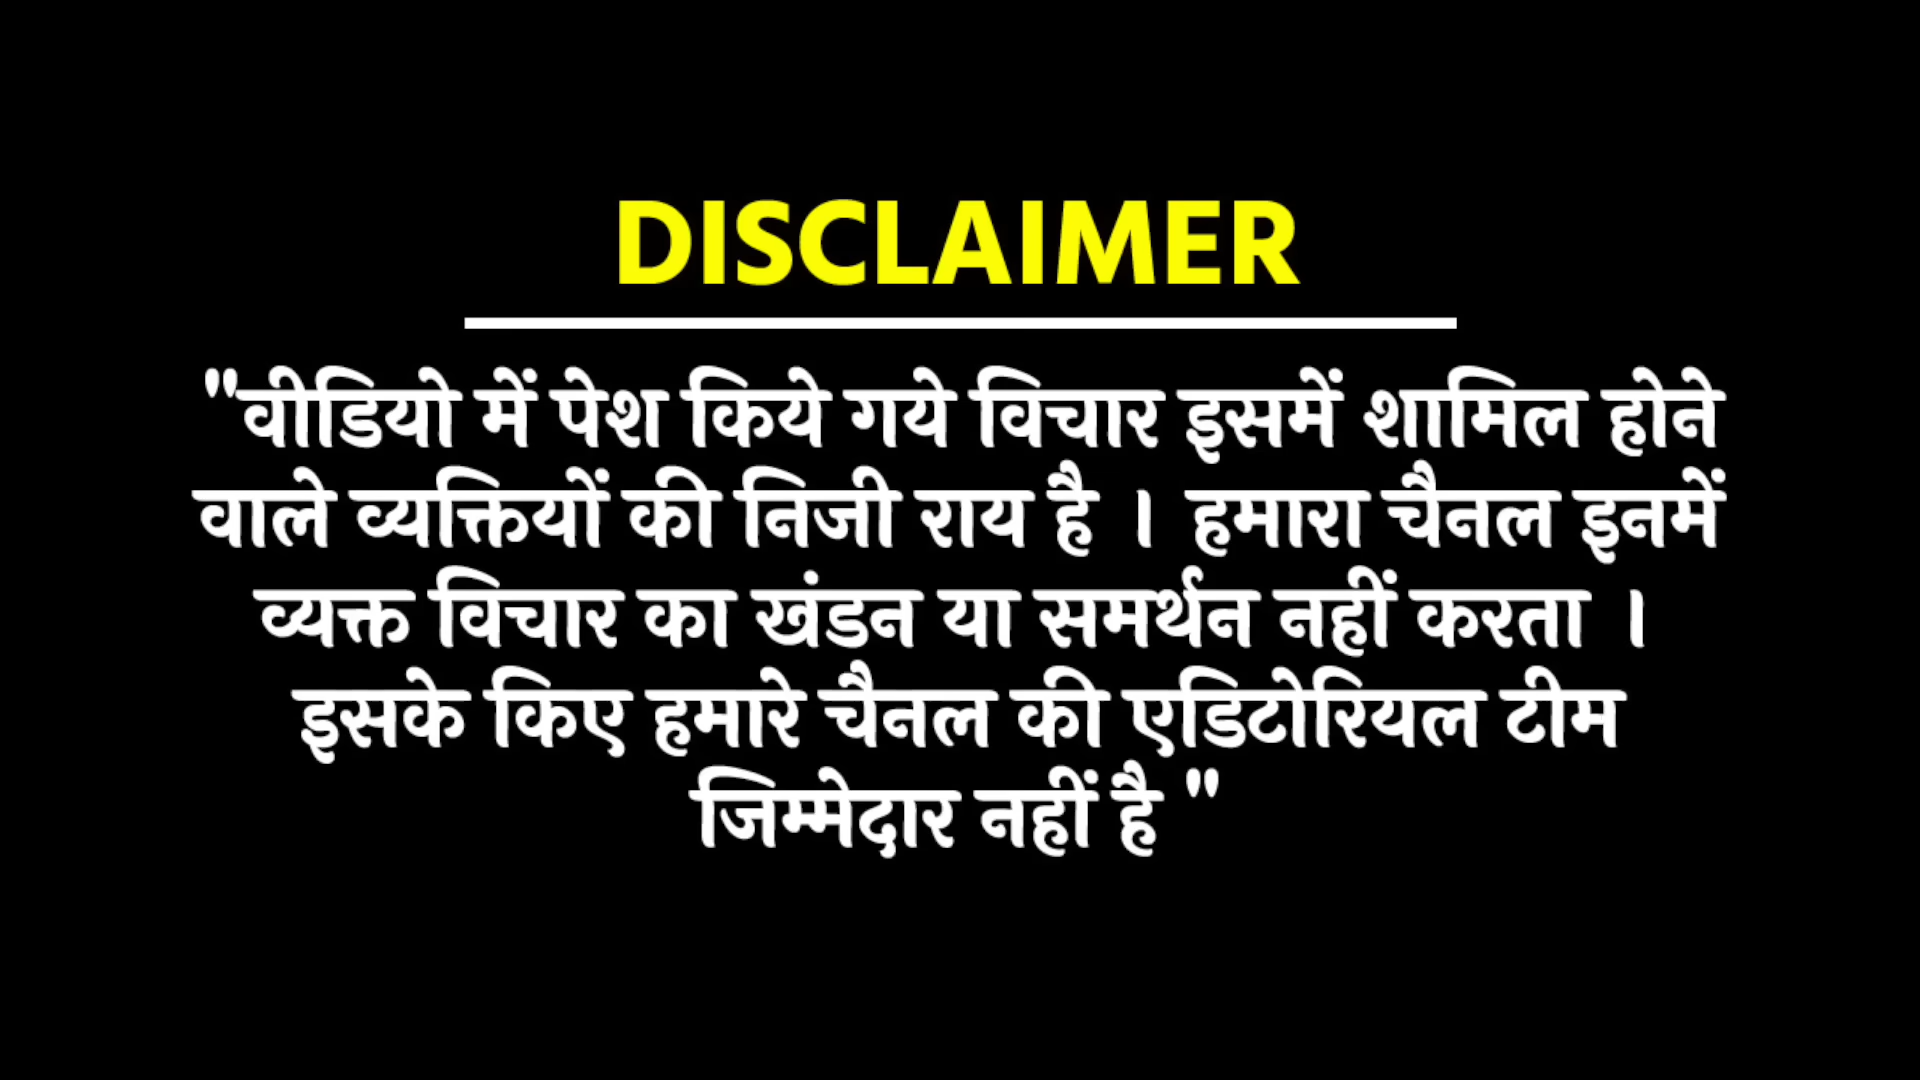 DISCLAIMER
"वीडियो में पेश किये गये विचार इसमें शामिल होने
वाले व्यक्तियों की निजी राय है । हमारा चैनल इनमें
व्यक्त विचार का खंडन या समर्थन नहीं करता ।
इसके किए हमारे चैनल की एडिटोरियल टीम
जिम्मेदार नहीं है "